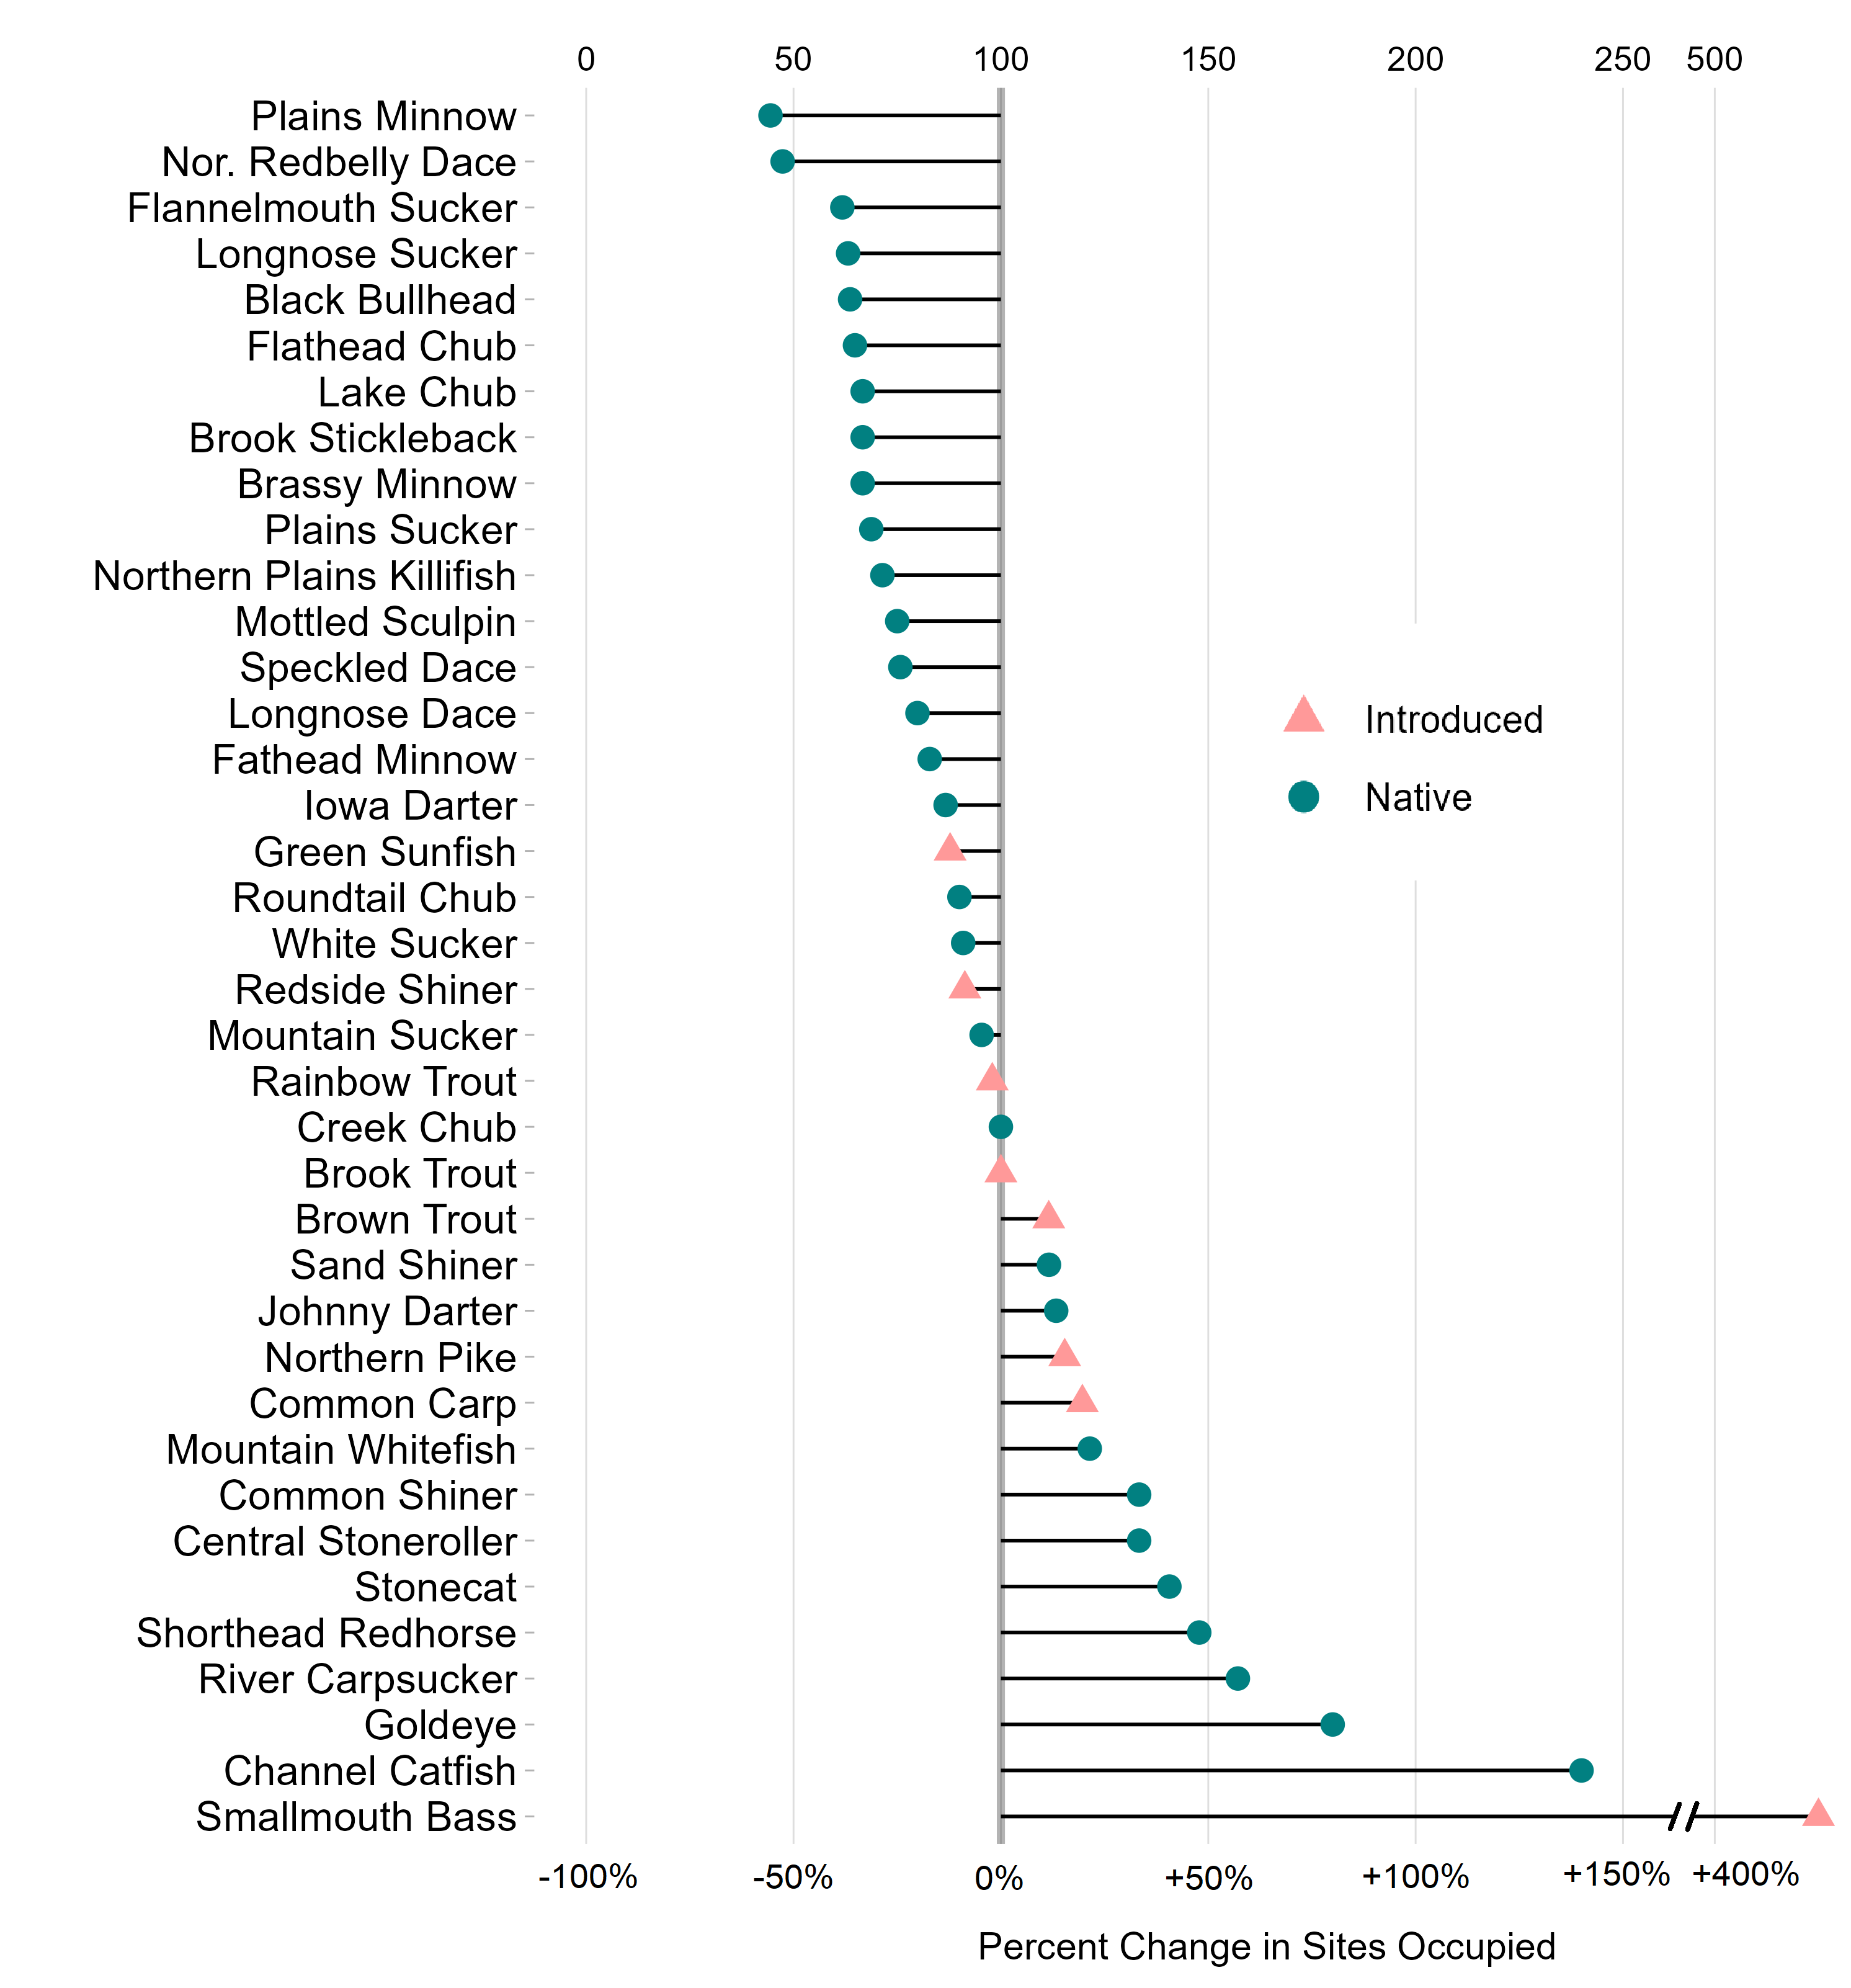 0 50 100 150 200 250 500
Plains Minnow
Nor. Redbelly Dace
Flannelmouth Sucker
Longnose Sucker
Black Bullhead
Flathead Chub
Lake Chub
Brook Stickleback
Brassy Minnow
Plains Sucker
Northern Plains Killifish
Mottled Sculpin
Speckled Dace
Longnose Dace
Fathead Minnow
Iowa Darter
Green Sunfish
Roundtail Chub
White Sucker
Redside Shiner
Mountain Sucker
Rainbow Trout
Creek Chub
Brook Trout
Brown Trout
Sand Shiner
Johnny Darter
Northern Pike
Common Carp
Mountain Whitefish
Common Shiner
Central Stoneroller
Stonecat
Shorthead Redhorse
River Carpsucker
Goldeye
Channel Catfish
Smallmouth Bass
Introduced
Native
-100% -50% 0% +50% +100% +150% +400%
Percent Change in Sites Occupied